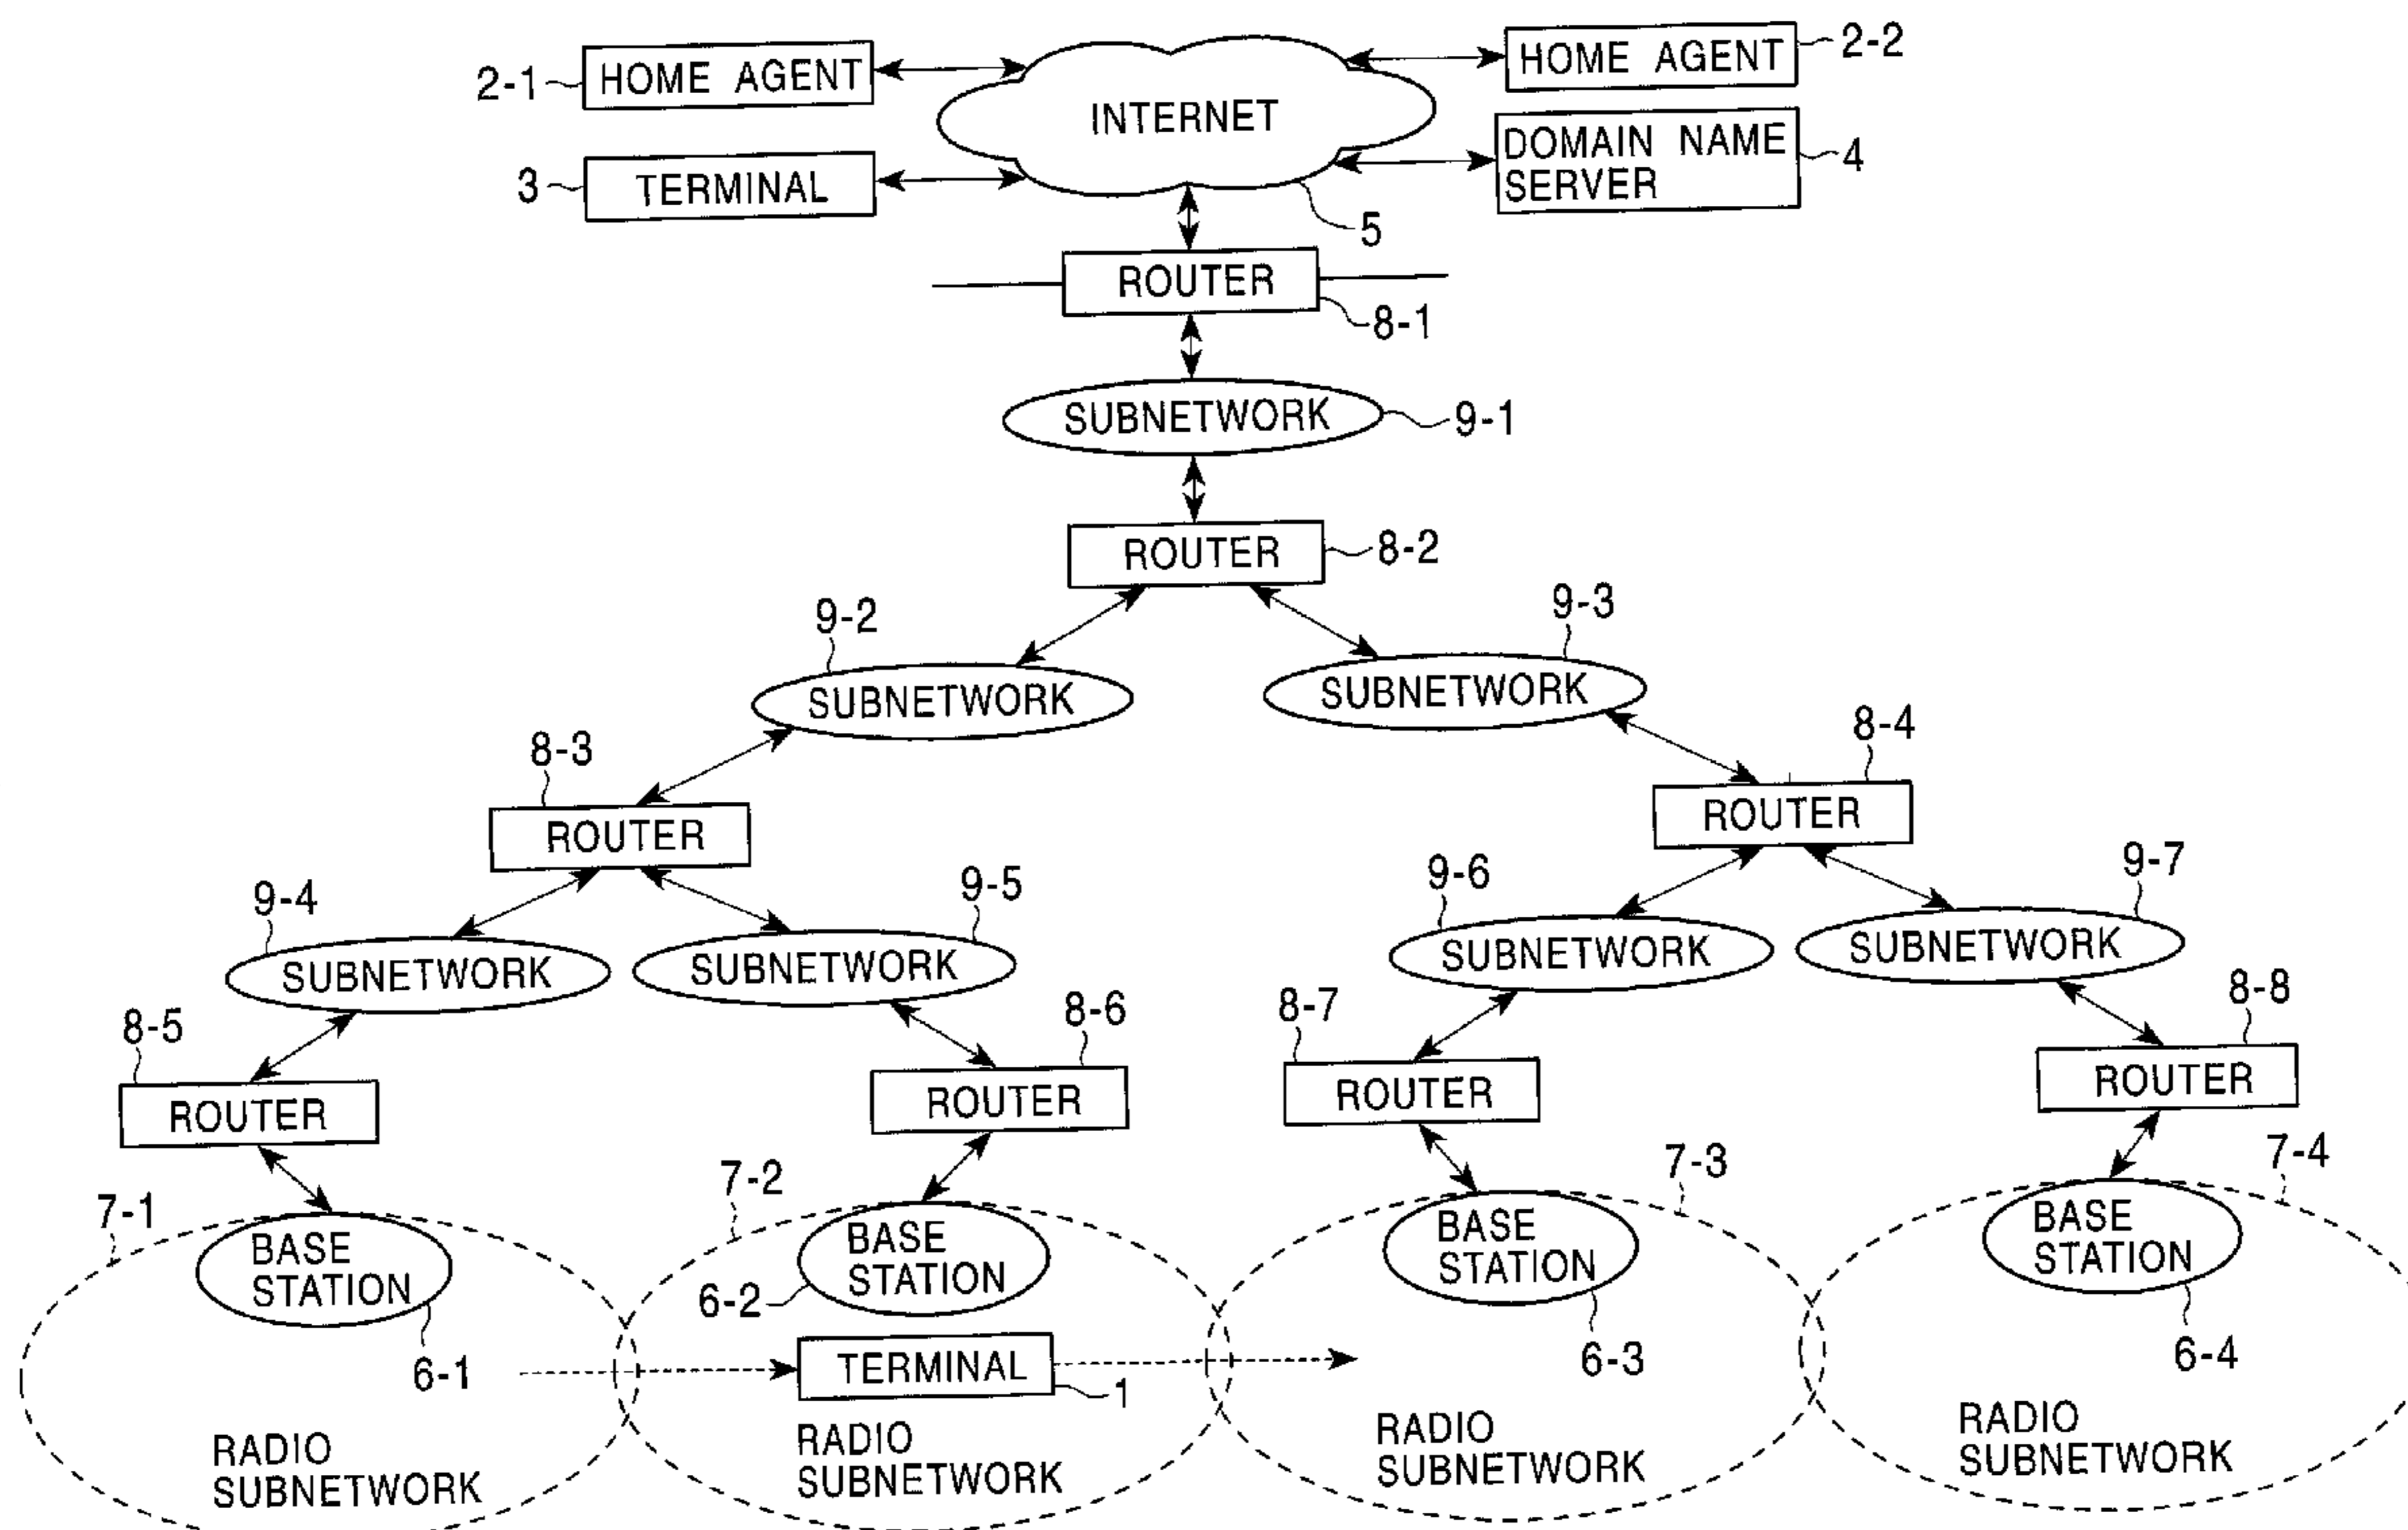 2-1
HOME AGENT
INTERNET
HOME AGENT
2-2
3
TERMINAL
DOMAIN NAME
SERVER
4
5
ROUTER
8-1
SUBNETWORK
9-1
ROUTER
8-2
9-2
9-3
SUBNETWORK
SUBNETWORK
8-3
8-4
ROUTER
ROUTER
9-4
9-5
9-6
9-7
SUBNETWORK
SUBNETWORK
SUBNETWORK
SUBNETWORK
8-5
8-6
8-7
8-8
ROUTER
ROUTER
ROUTER
ROUTER
7-1
7-2
7-3
7-4
BASE
STATION
6-1
BASE
STATION
6-2
BASE
STATION
6-3
BASE
STATION
6-4
TERMINAL
1
RADIO
SUBNETWORK
RADIO
SUBNETWORK
RADIO
SUBNETWORK
RADIO
SUBNETWORK